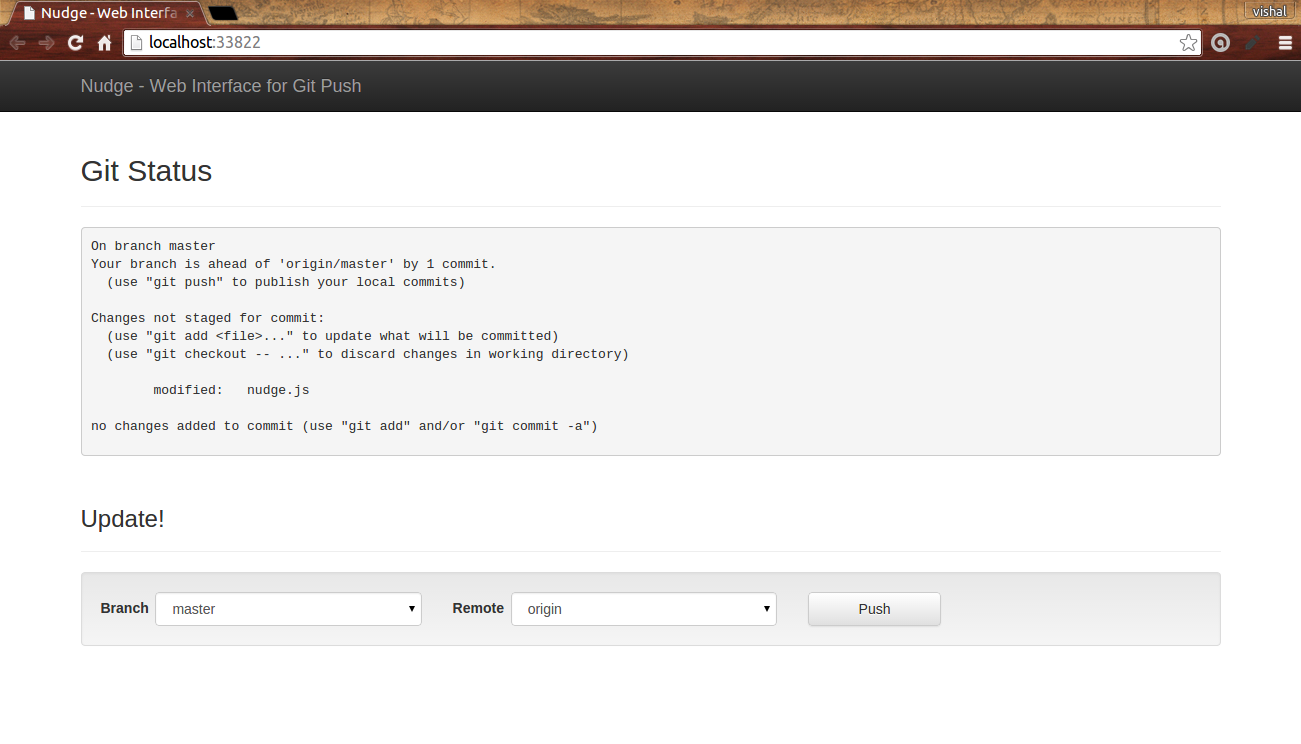 Nudge - Web Interfa
vishal
localhost:33822
Nudge - Web Interface for Git Push
Git Status
On branch master
Your branch is ahead of 'origin/master' by 1 commit.
(use "git push" to publish your local commits)
Changes not staged for commit:
(use "git add <file>..." to update what will be committed)
(use "git checkout -- ..." to discard changes in working directory)
modified: nudge.js
no changes added to commit (use "git add" and/or "git commit -a")
Update!
Branch master Remote origin Push